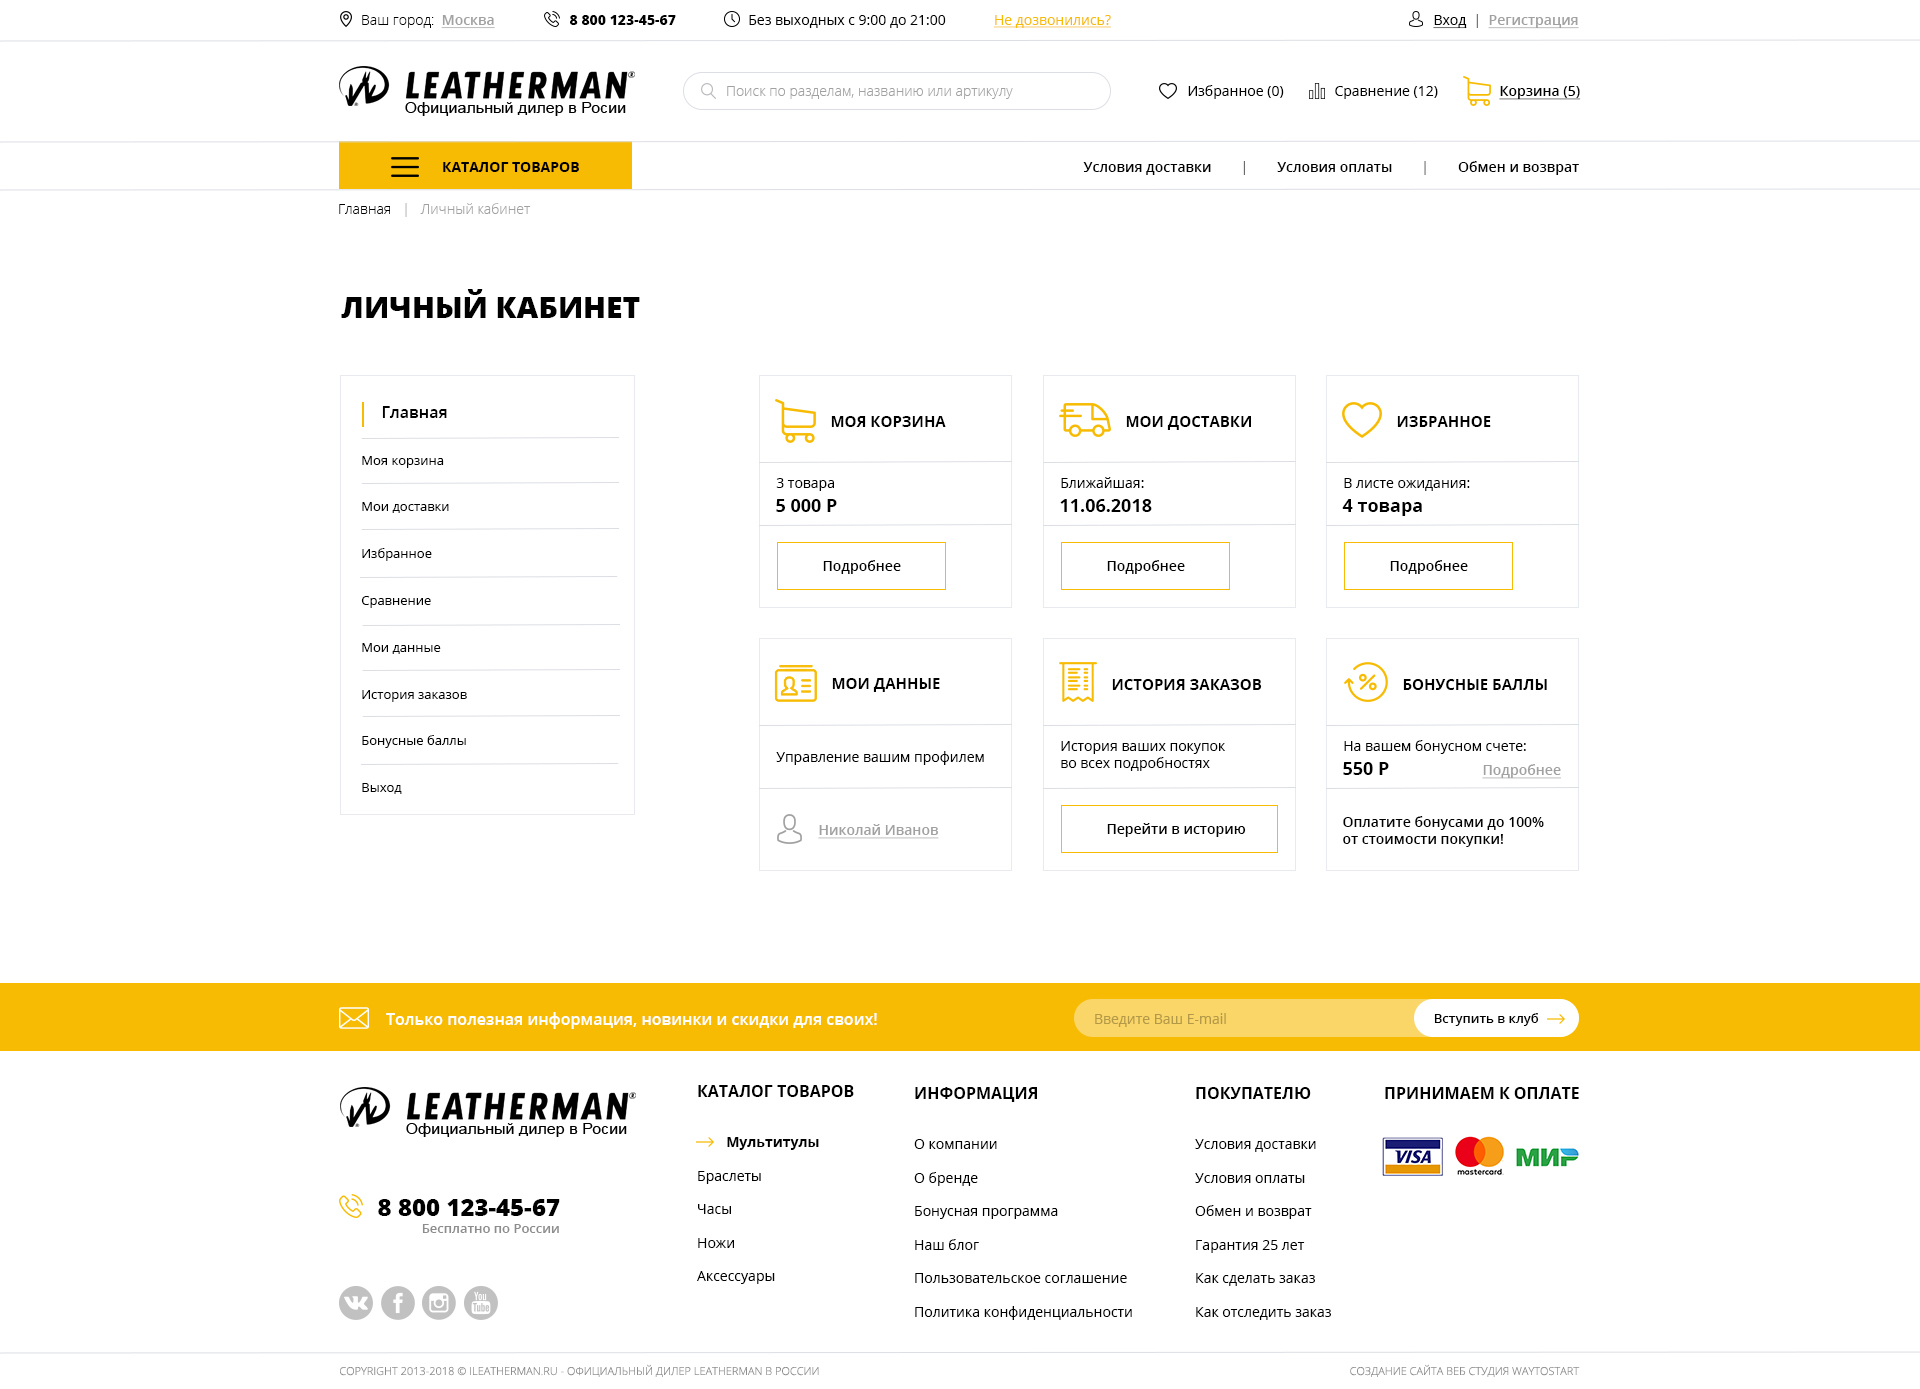 Ваш город: Москва
8 800 123-45-67
Без выходных с 9:00 до 21:00
Не дозвонились?
Вход | Регистрация
LEATHERMAN®
Официальный дилер в Росии
Поиск по разделам, названию или артикулу
Избранное (0)
Сравнение (12)
Корзина (5)
КАТАЛОГ ТОВАРОВ
Условия доставки | Условия оплаты | Обмен и возврат
Главная | Личный кабинет
ЛИЧНЫЙ КАБИНЕТ
Главная
Моя корзина
Мои доставки
Избранное
Сравнение
Мои данные
История заказов
Бонусные баллы
Выход
МОЯ КОРЗИНА
3 товара
5 000 Р
Подробнее
МОИ ДОСТАВКИ
Ближайшая:
11.06.2018
Подробнее
ИЗБРАННОЕ
В листе ожидания:
4 товара
Подробнее
МОИ ДАННЫЕ
Управление вашим профилем
Николай Иванов
ИСТОРИЯ ЗАКАЗОВ
История ваших покупок
во всех подробностях
Перейти в историю
БОНУСНЫЕ БАЛЛЫ
На вашем бонусном счете:
550 Р Подробнее
Оплатите бонусами до 100%
от стоимости покупки!
Только полезная информация, новинки и скидки для своих!
Введите Ваш E-mail
Вступить в клуб
LEATHERMAN®
Официальный дилер в Росии
8 800 123-45-67
Бесплатно по России
You
Tube
КАТАЛОГ ТОВАРОВ
Мультитулы
Браслеты
Часы
Ножи
Аксессуары
ИНФОРМАЦИЯ
О компании
О бренде
Бонусная программа
Наш блог
Пользовательское соглашение
Политика конфиденциальности
ПОКУПАТЕЛЮ
Условия доставки
Условия оплаты
Обмен и возврат
Гарантия 25 лет
Как сделать заказ
Как отследить заказ
ПРИНИМАЕМ К ОПЛАТЕ
VISA
mastercard
МИР
COPYRIGHT 2013-2018 © ILEATHERMAN.RU - ОФИЦИАЛЬНЫЙ ДИЛЕР LEATHERMAN В РОССИИ
СОЗДАНИЕ САЙТА ВЕБ СТУДИЯ WAYTOSTART